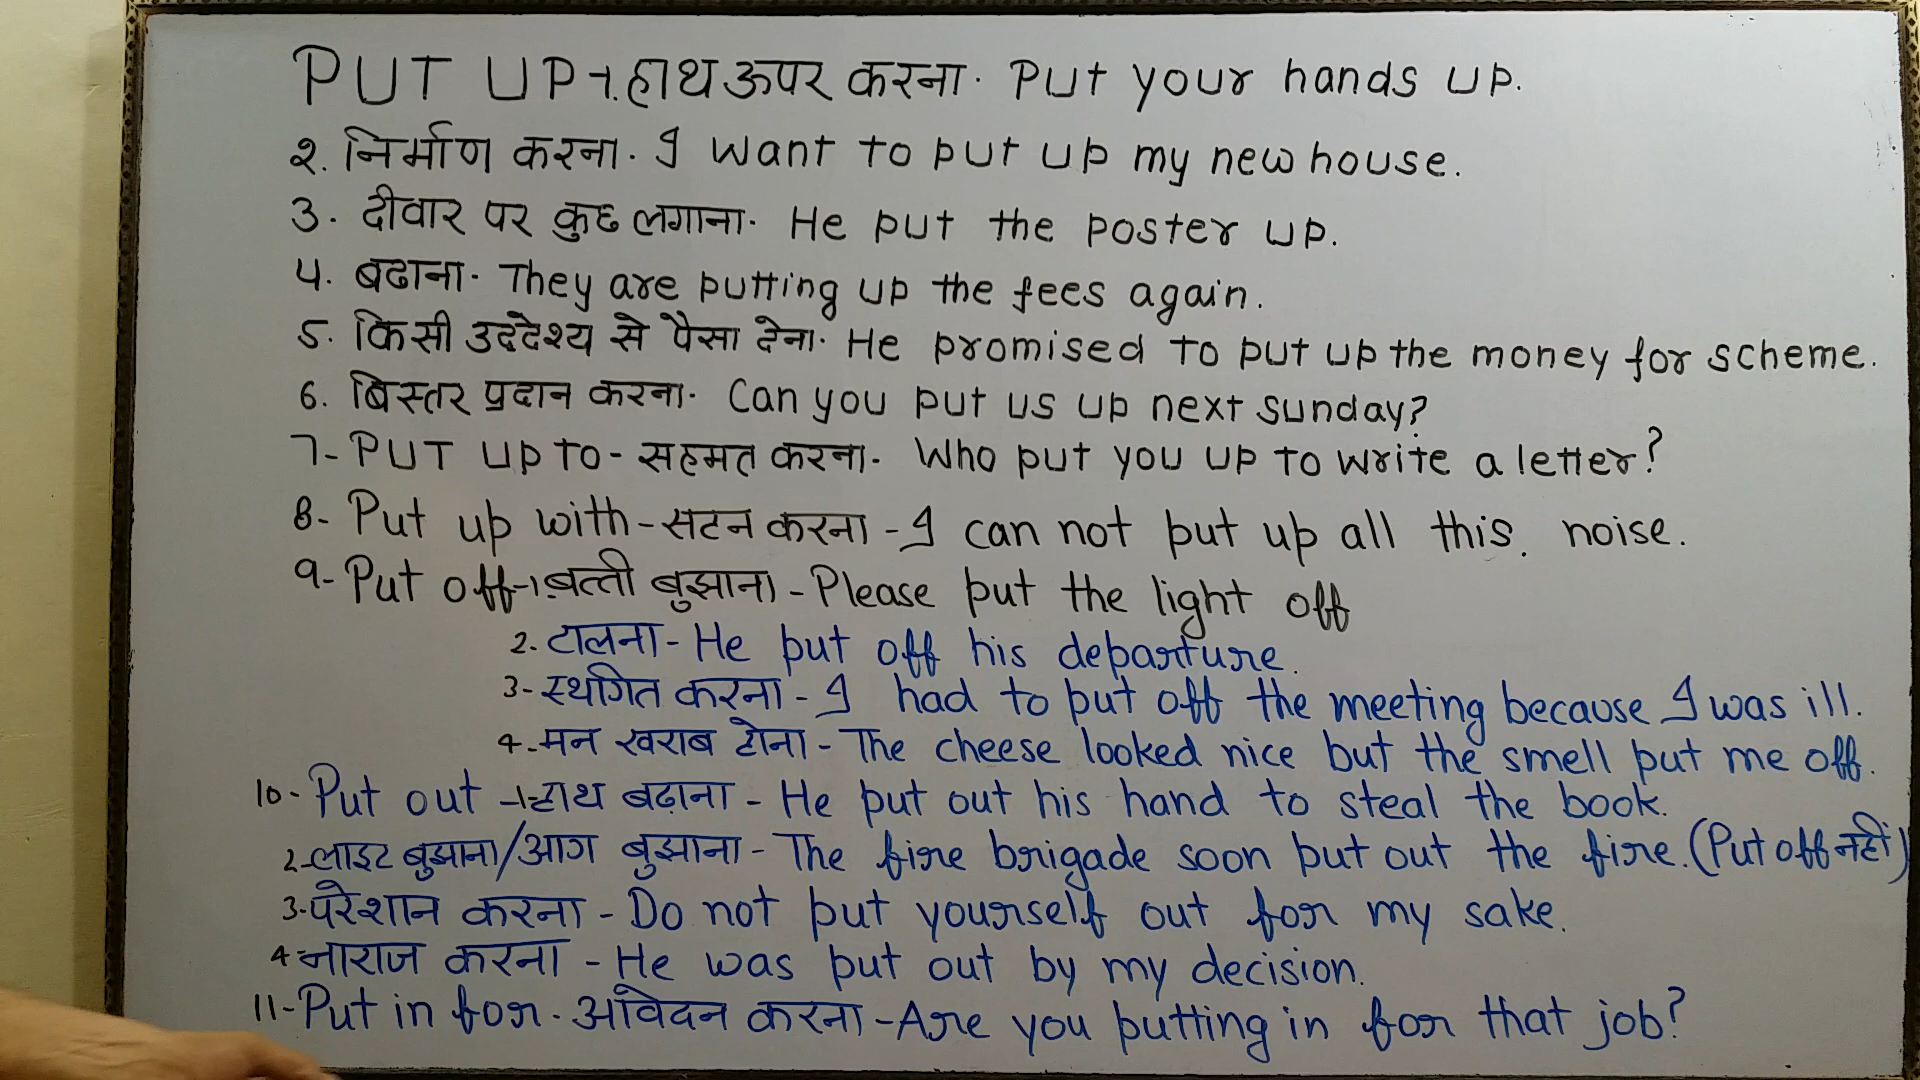 PUT UP-1.हाथ ऊपर करना. Put your hands up.
2. निर्माण करना. I want to put up my new house.
3. दीवार पर कुछ लगाना. He put the poster up.
4. बढाना. They are putting up the fees again.
5. किसी उददेश्य से पैसा देना. He promised to put up the money for scheme.
6. बिस्तर प्रदान करना. Can you put us up next sunday?
7- PUT UP TO- सहमत करना. Who put you up to write a letter?
8- Put up with-सहन करना-I can not put up all this. noise.
9- Put off-1.बत्ती बुझाना-Please put the light off
2. टालना-He put off his departure.
3-स्थगित करना-I had to put off the meeting because I was ill.
4-मन खराब होना-The cheese looked nice but the smell put me off.
10- Put out -1-हाथ बढ़ाना-He put out his hand to steal the book.
2-लाइट बुझाना/आग बुझाना-The fire brigade soon put out the fire.(Put off नहीं)
3-परेशान करना-Do not put yourself out for my sake.
4-नाराज करना-He was put out by my decision.
11-Put in for-आवेदन करना-Are you putting in for that job?